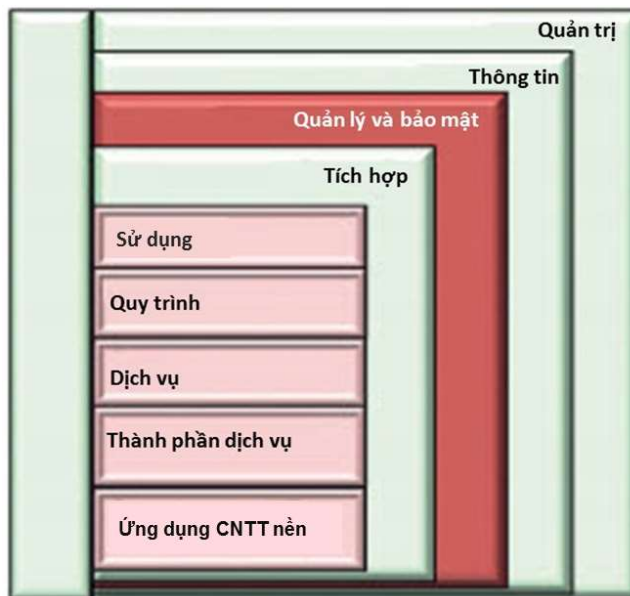 Quản trị
Thông tin
Quản lý và bảo mật
Tích hợp
Sử dụng
Quy trình
Dịch vụ
Thành phần dịch vụ
Ứng dụng CNTT nền